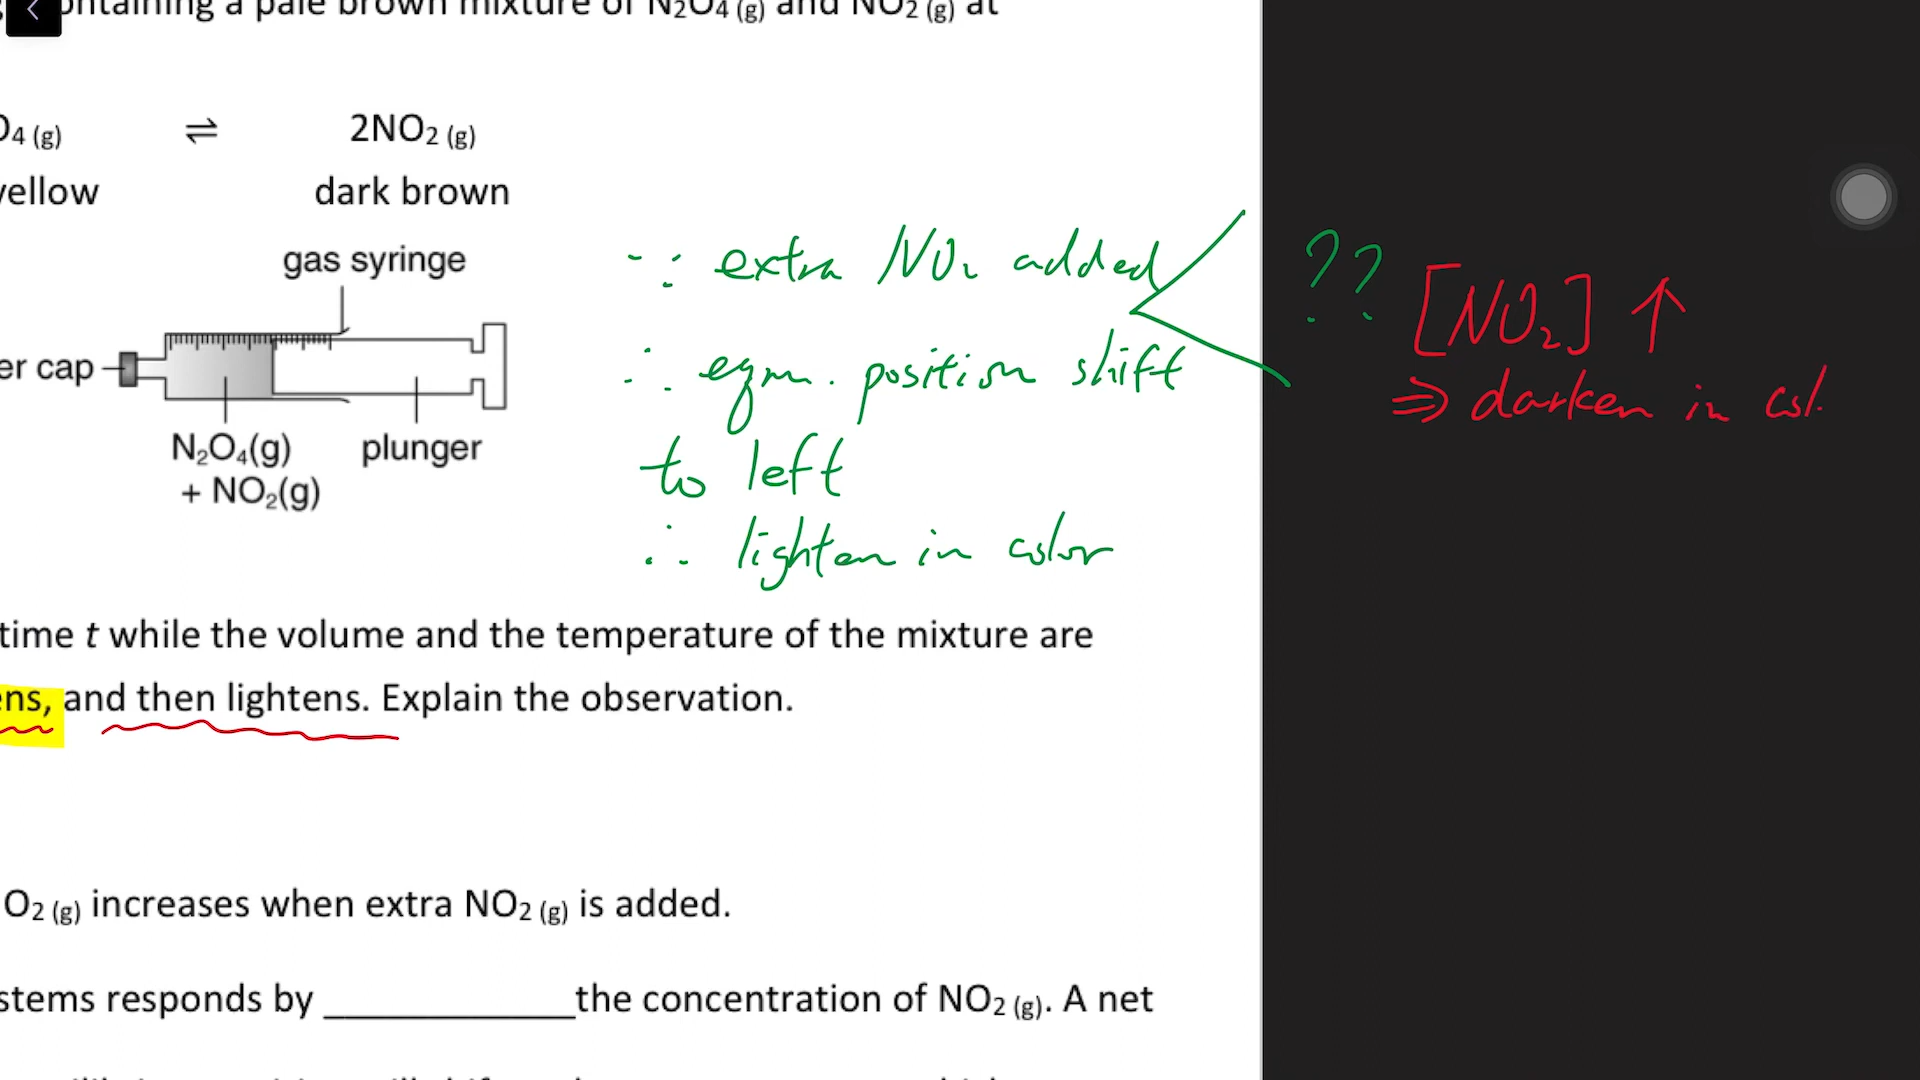 ontaining a pale brown mixture of N₂O₄ (g) and NO₂ (g) at
O₄ (g) ⇌ 2NO₂ (g)
yellow dark brown
gas syringe
er cap
N₂O₄(g) plunger
+ NO₂(g)
∵ extra NO₂ added
∴ eqm. position shift
to left
∴ lighten in color
??
[NO₂] ↑
⇒ darken in col.
time t while the volume and the temperature of the mixture are
ens, and then lightens. Explain the observation.
O₂ (g) increases when extra NO₂ (g) is added.
stems responds by ____________the concentration of NO₂ (g). A net